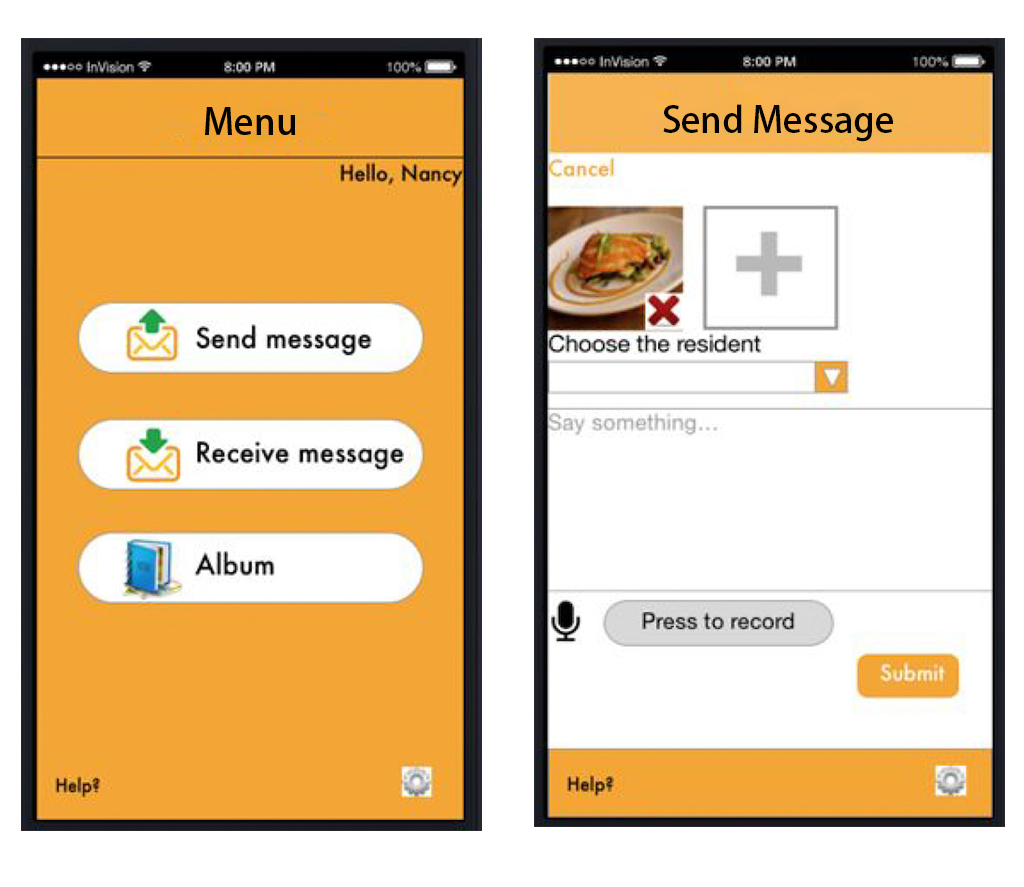 InVision 8:00 PM 100%
Menu
Hello, Nancy
Send message
Receive message
Album
Help?
InVision 8:00 PM 100%
Send Message
Cancel
Choose the resident
Say something...
Press to record
Submit
Help?